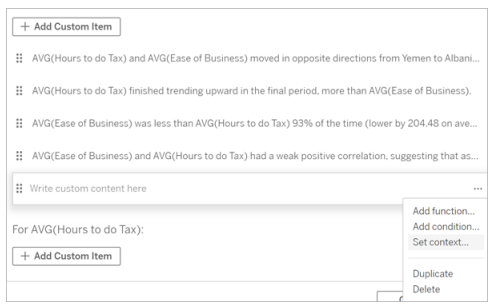 + Add Custom Item
AVG(Hours to do Tax) and AVG(Ease of Business) moved in opposite directions from Yemen to Albani...
AVG(Hours to do Tax) finished trending upward in the final period, more than AVG(Ease of Business).
AVG(Ease of Business) was less than AVG(Hours to do Tax) 93% of the time (lower by 204.48 on ave...
AVG(Ease of Business) and AVG(Hours to do Tax) had a weak positive correlation, suggesting that as...
Write custom content here
Add function...
Add condition...
Set context...
Duplicate
Delete
For AVG(Hours to do Tax):
+ Add Custom Item